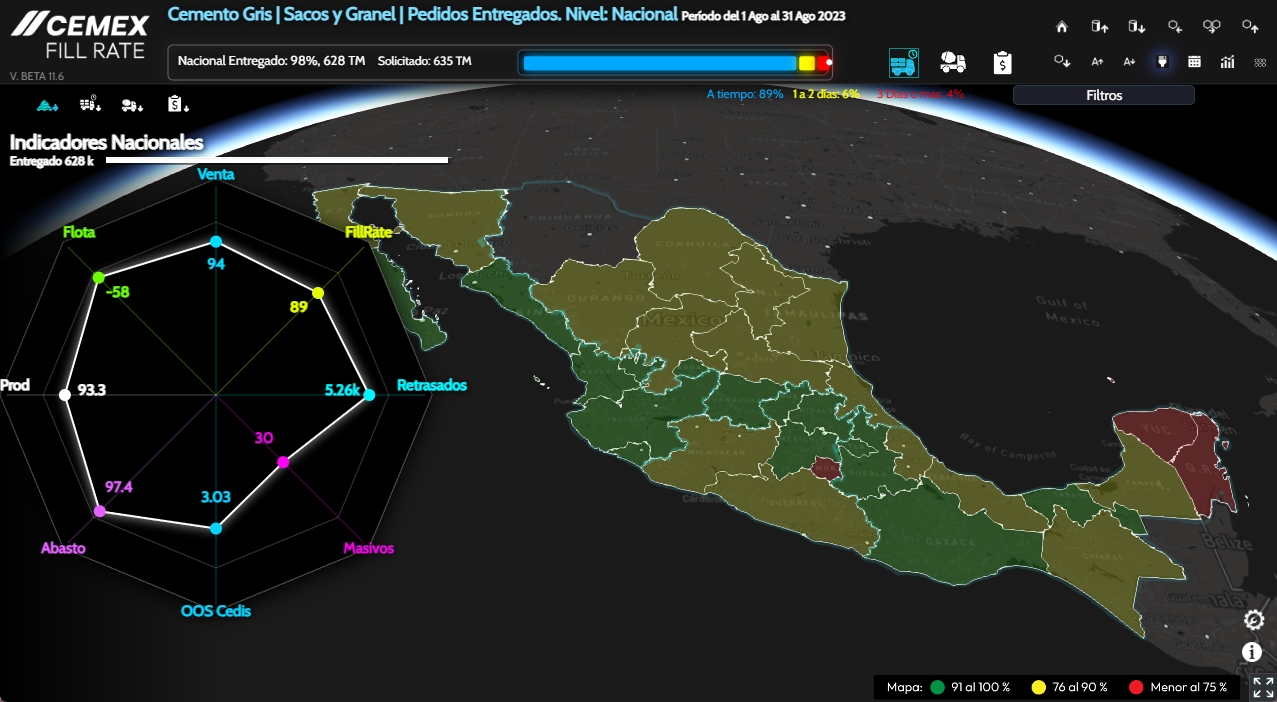 CEMEX
FILL RATE
V. BETA 11.6
Cemento Gris | Sacos y Granel | Pedidos Entregados. Nivel: Nacional Período del 1 Ago al 31 Ago 2023
Nacional Entregado: 98%, 628 TM Solicitado: 635 TM
A tiempo: 89% 1 a 2 días: 6% 3 Días o más: 4%
Filtros
Indicadores Nacionales
Entregado 628 k
Venta
94
Flota
-58
FillRate
89
Prod
93.3
5.26k
Retrasados
30
97.4
3.03
Abasto
Masivos
OOS Cedis
SONORA
CHIHUAHUA
COAHUILA
Torreón
DURANGO
N.L.
TAMAULIPAS
Mexico
Tampico
Gulf of
Mexico
Bay of Campeche
YUC.
Q.R.
MICHOACÁN
GUERRERO
OAXACA
CHIAPAS
Belize
Mapa: 91 al 100 % 76 al 90 % Menor al 75 %